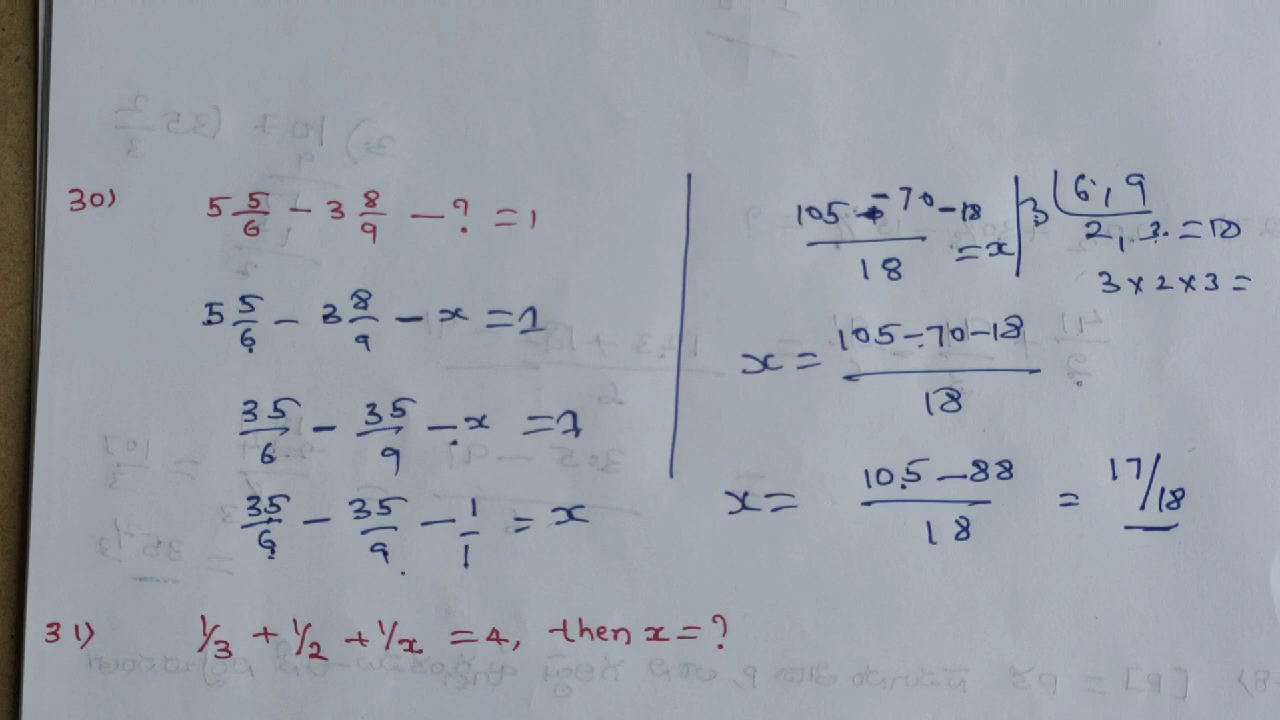 30) 5 5/6 - 3 8/9 - ? = 1
5 5/6 - 3 8/9 - x = 1
35/6 - 35/9 - x = 1
35/6 - 35/9 - 1/1 = x
105 - 70 - 18 / 18 = x
3 | 6, 9
2, 3 = 18
3 x 2 x 3 =
x = 105 - 70 - 18 / 18
x = 105 - 88 / 18 = 17/18
31) 1/3 + 1/2 + 1/x = 4, then x = ?